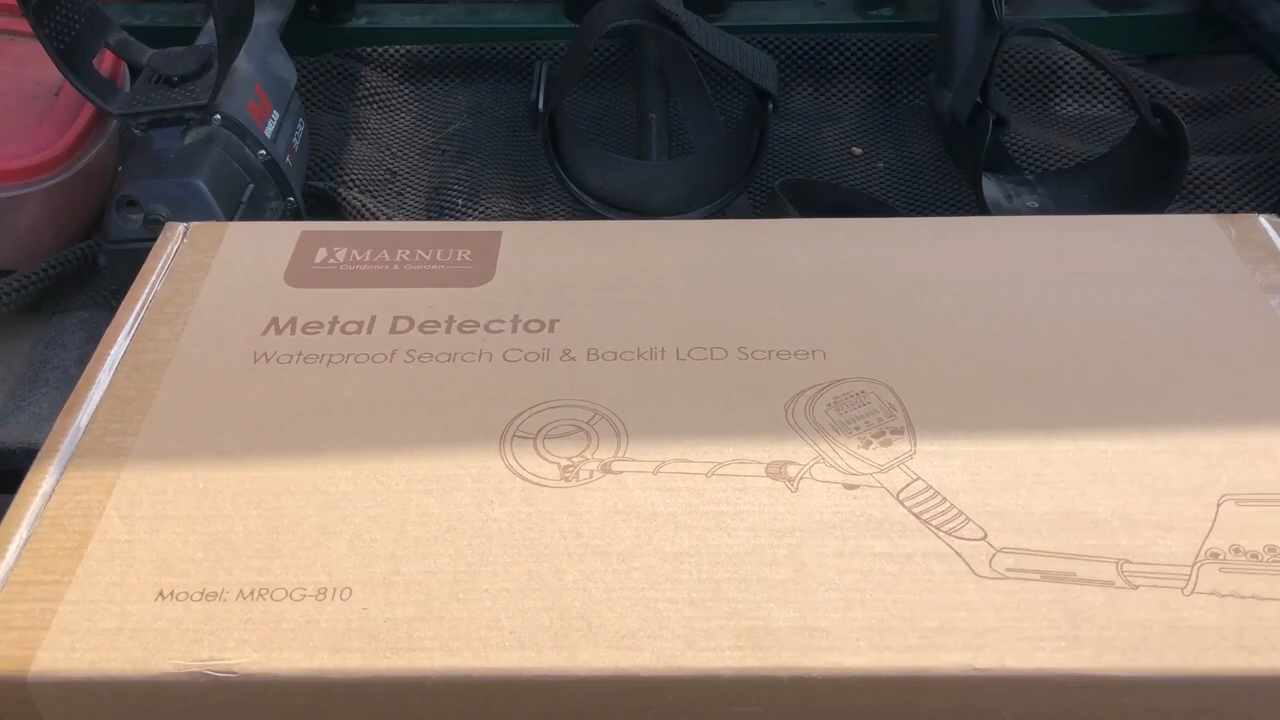 MINELAB
MARNUR
Outdoors & Garden
Metal Detector
Waterproof Search Coil & Backlit LCD Screen
Model: MROG-810